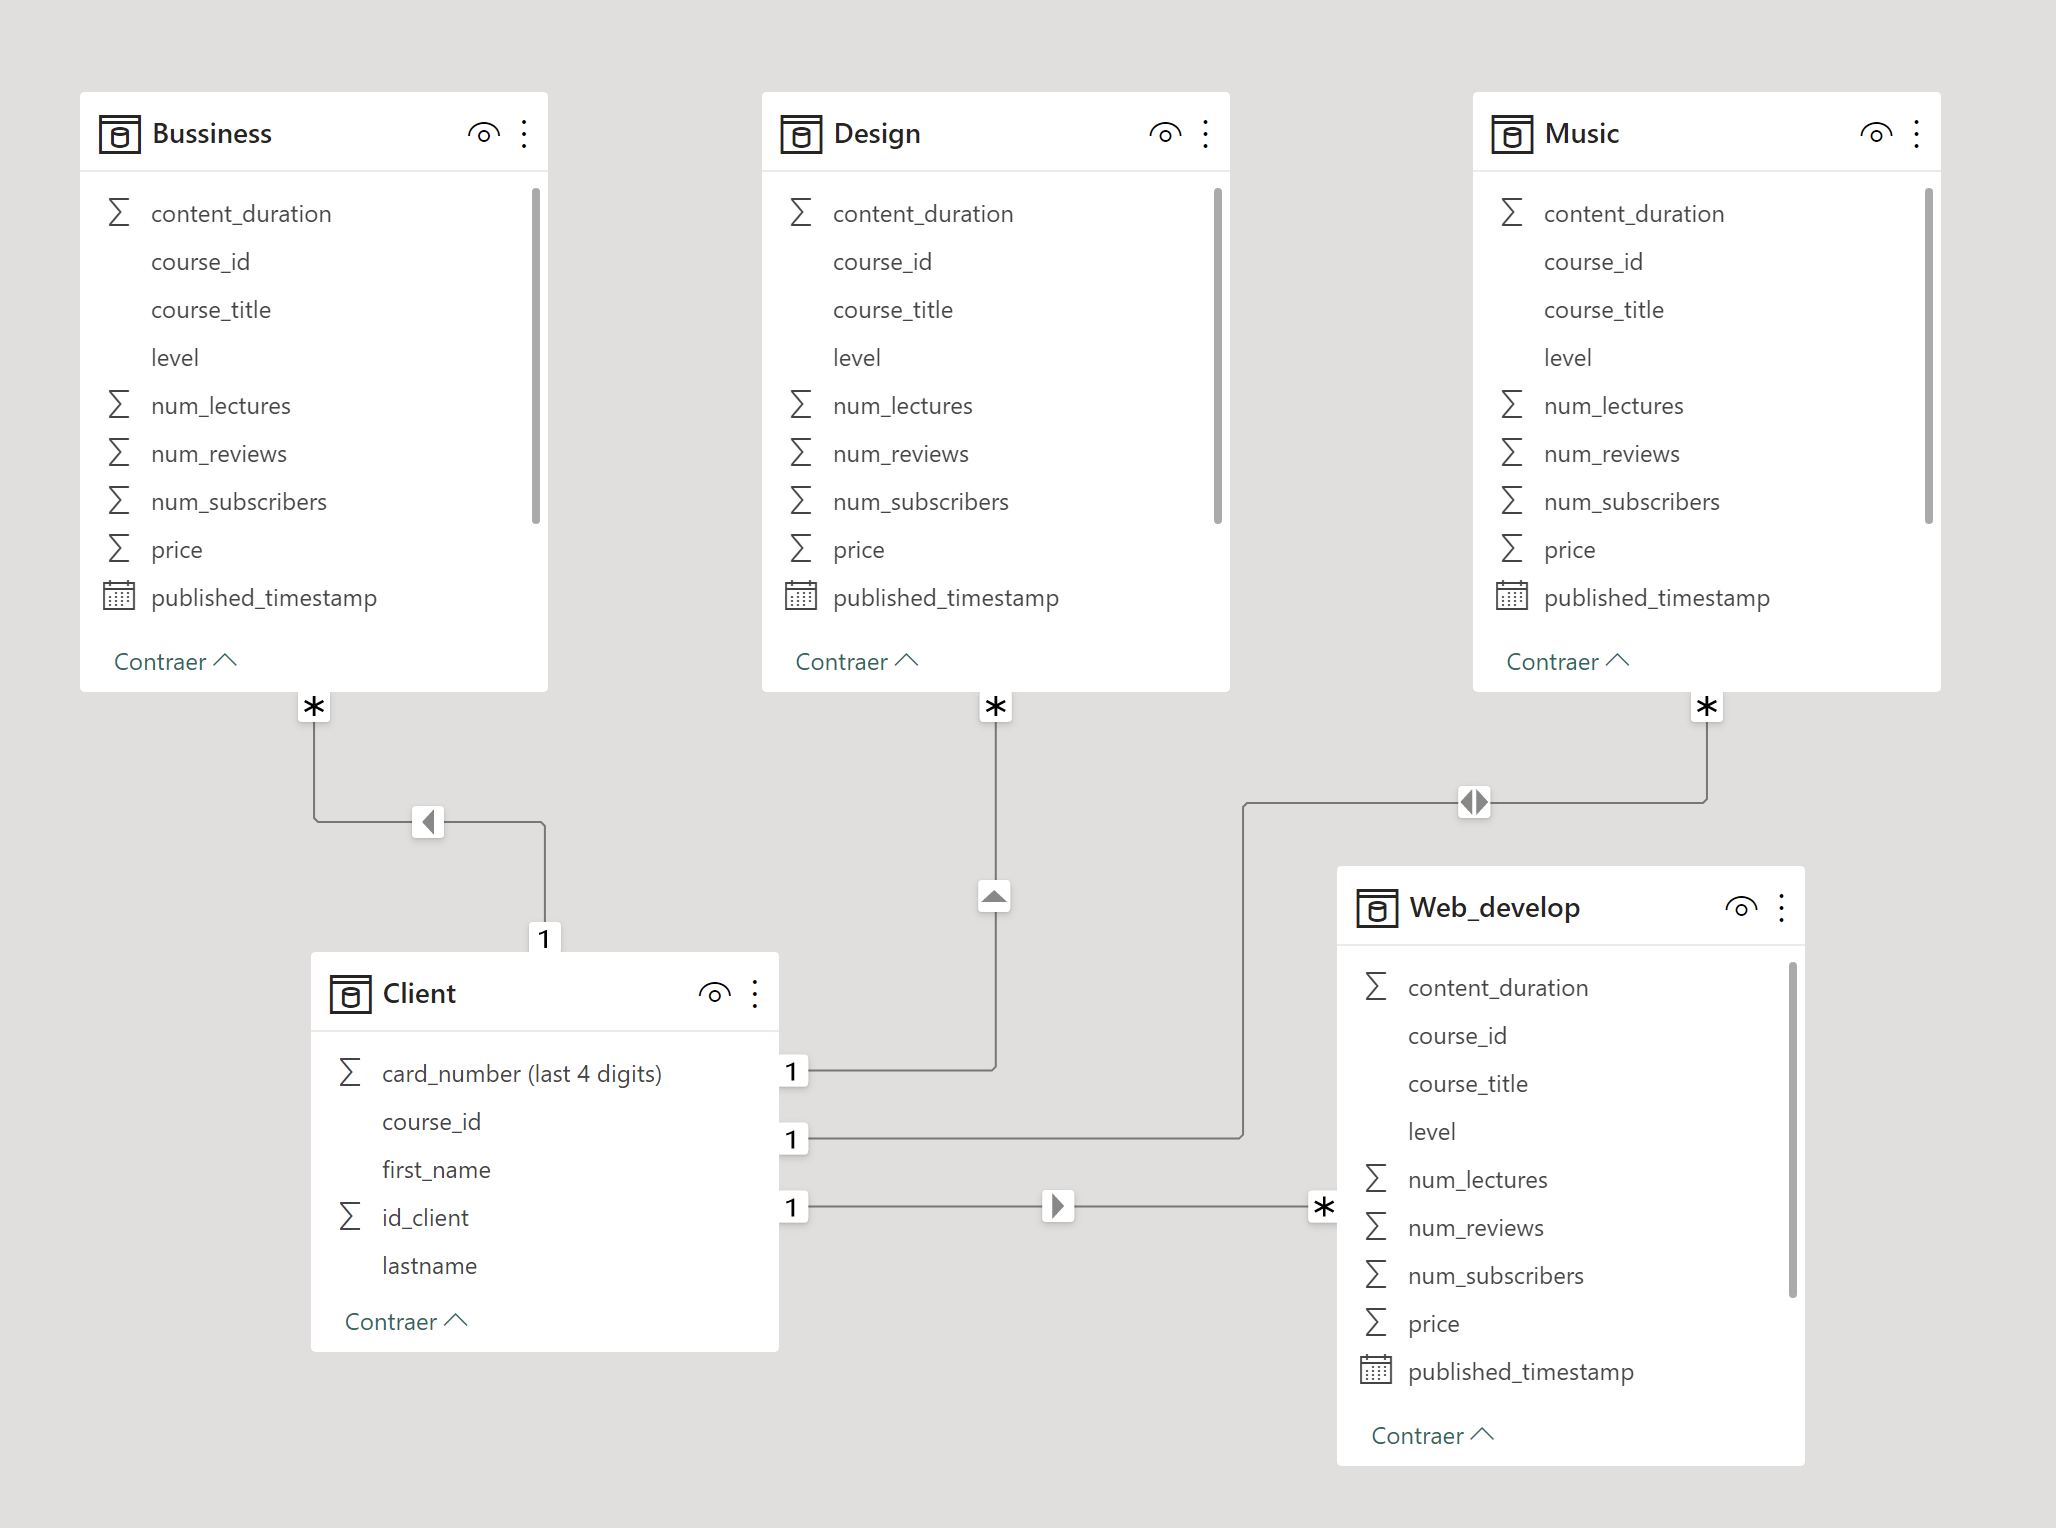 Bussiness
content_duration
course_id
course_title
level
num_lectures
num_reviews
num_subscribers
price
published_timestamp
Contraer
Design
content_duration
course_id
course_title
level
num_lectures
num_reviews
num_subscribers
price
published_timestamp
Contraer
Music
content_duration
course_id
course_title
level
num_lectures
num_reviews
num_subscribers
price
published_timestamp
Contraer
*
*
*
1
Client
card_number (last 4 digits)
course_id
first_name
id_client
lastname
Contraer
1
1
1
*
Web_develop
content_duration
course_id
course_title
level
num_lectures
num_reviews
num_subscribers
price
published_timestamp
Contraer